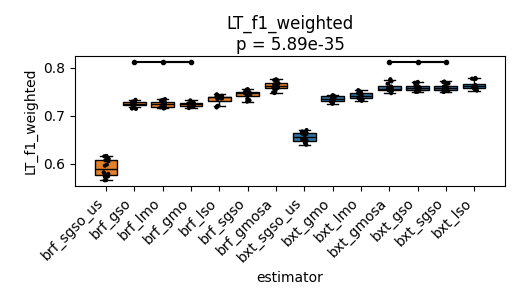 LT_f1_weighted
p = 5.89e-35
LT_f1_weighted
0.8
0.7
0.6
brf_sgso_us
brf_gso
brf_lmo
brf_gmo
brf_lso
brf_sgso
brf_gmosa
bxt_sgso_us
bxt_gmo
bxt_lmo
bxt_gmosa
bxt_gso
bxt_sgso
bxt_lso
estimator